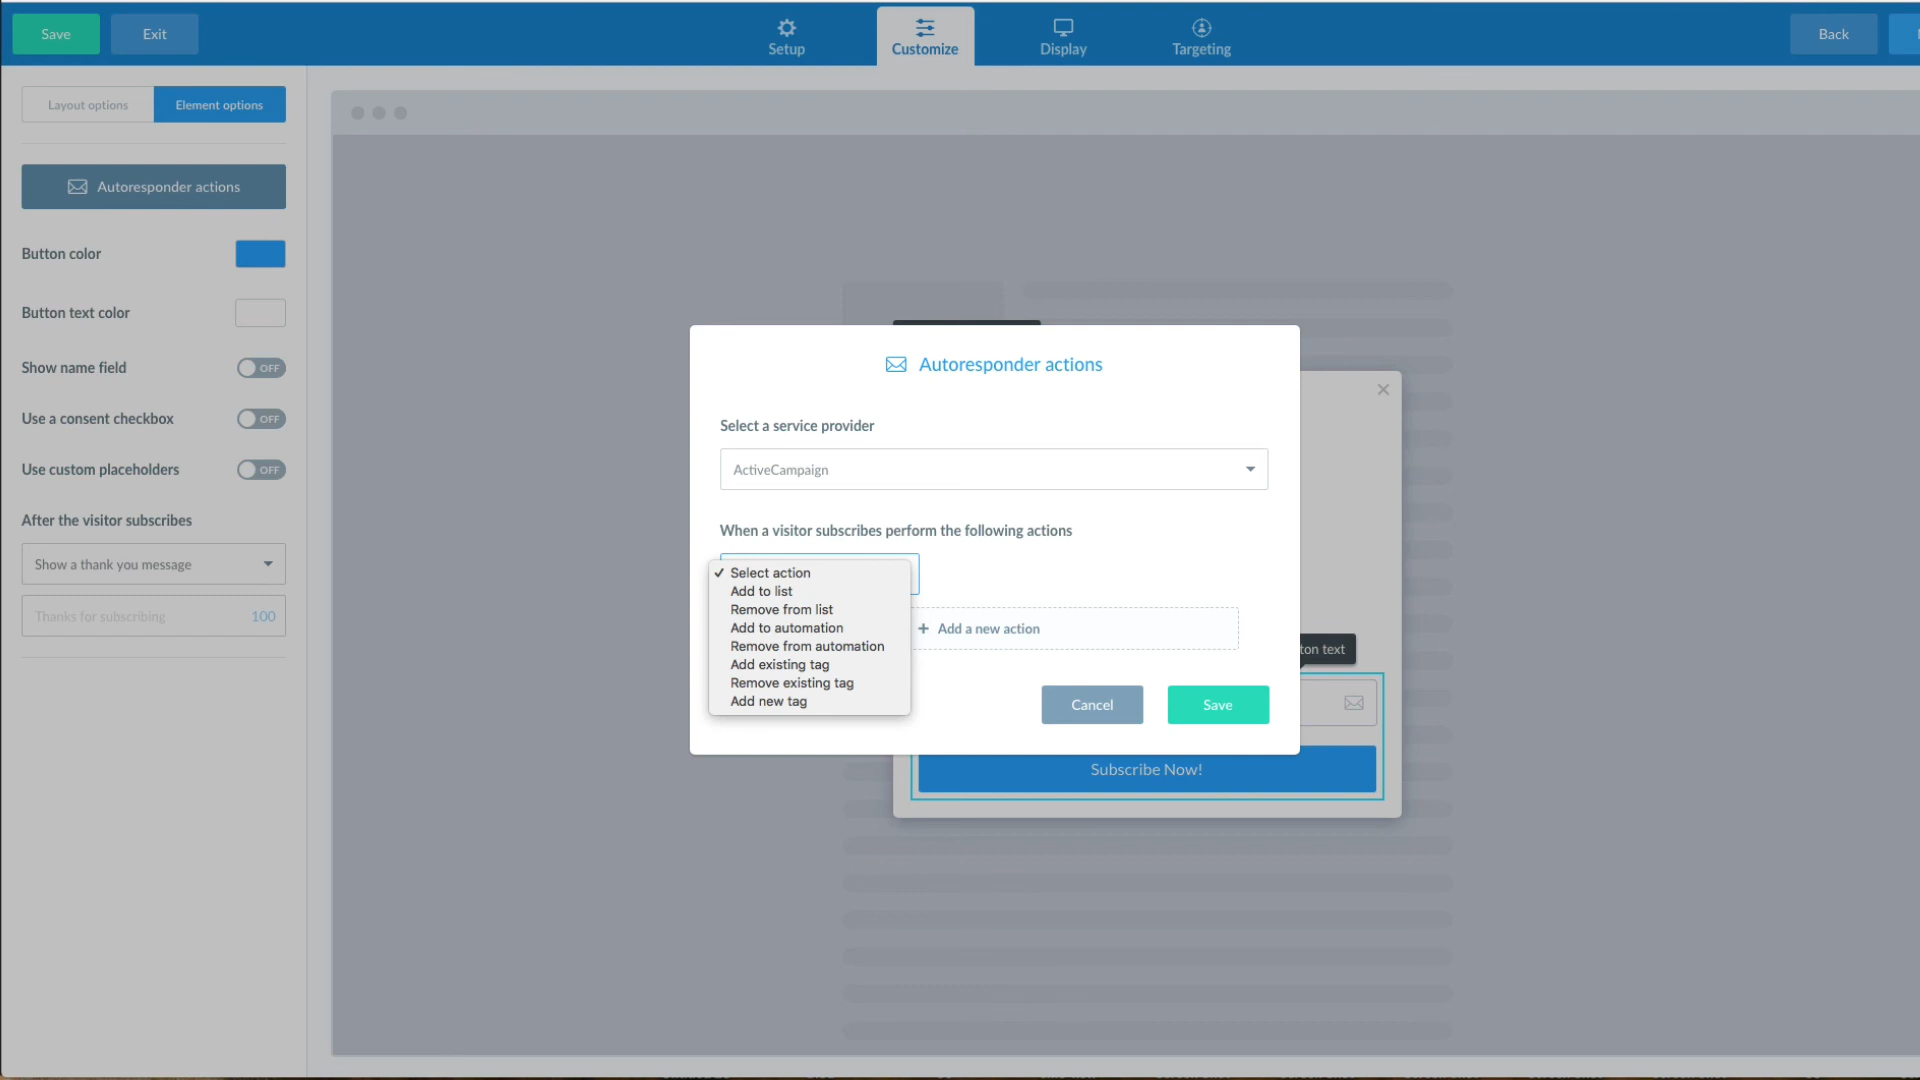 Save
Exit
Setup
Customize
Display
Targeting
Back
Layout options
Element options
Autoresponder actions
Button color
Button text color
Show name field
OFF
Use a consent checkbox
OFF
Use custom placeholders
OFF
After the visitor subscribes
Show a thank you message
Thanks for subscribing
100
Autoresponder actions
Select a service provider
ActiveCampaign
When a visitor subscribes perform the following actions
✓ Select action
Add to list
Remove from list
Add to automation
Remove from automation
Add existing tag
Remove existing tag
Add new tag
+ Add a new action
ton text
Cancel
Save
Subscribe Now!